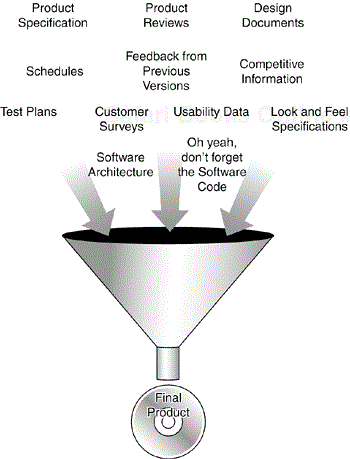 Product
Specification
Product
Reviews
Design
Documents
Schedules
Feedback from
Previous
Versions
Competitive
Information
Test Plans
Customer
Surveys
Usability Data
Look and Feel
Specifications
Software
Architecture
Oh yeah,
don't forget
the Software
Code
Final
Product